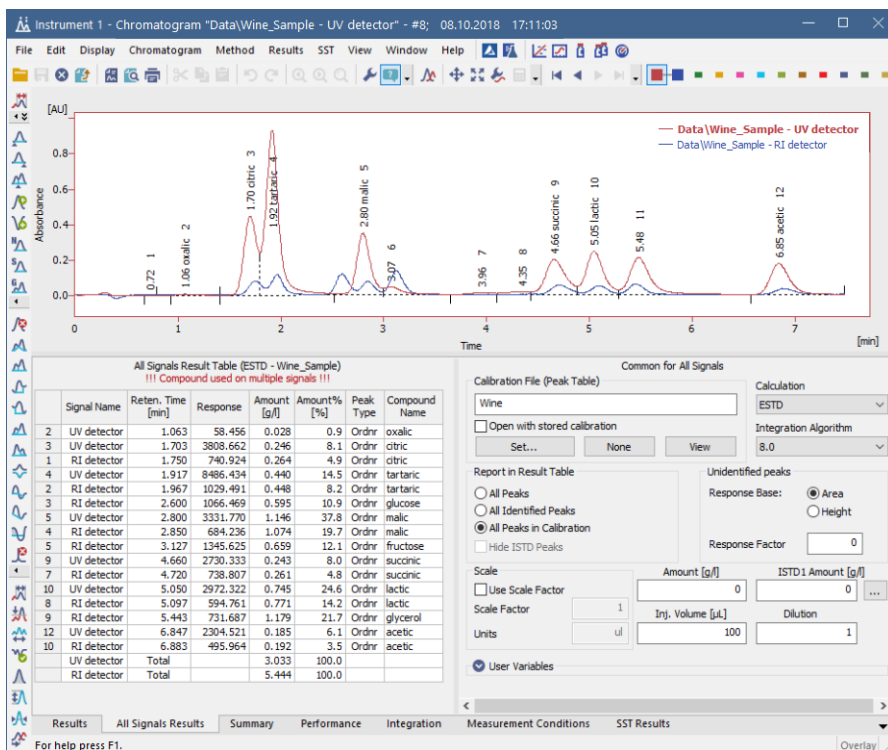 Instrument 1 - Chromatogram "Data\Wine_Sample - UV detector" - #8; 08.10.2018 17:11:03
File Edit Display Chromatogram Method Results SST View Window Help
[AU]
Data\Wine_Sample - UV detector
Data\Wine_Sample - RI detector
Absorbance
0.8
0.6
0.4
0.2
0.0
0.72 1
1.06 oxalic 2
1.70 citric 3
1.92 tartaric 4
2.80 malic 5
3.07 6
3.96 7
4.35 8
4.66 succinic 9
5.05 lactic 10
5.48 11
6.85 acetic 12
0 1 2 3 4 5 6 7
Time [min]
All Signals Result Table (ESTD - Wine_Sample)
!!! Compound used on multiple signals !!!
Signal Name Reten. Time [min] Response Amount [g/l] Amount% [%] Peak Type Compound Name
2 UV detector 1.063 58.456 0.028 0.9 Ordnr oxalic
3 UV detector 1.703 3808.662 0.246 8.1 Ordnr citric
1 RI detector 1.750 740.924 0.264 4.9 Ordnr citric
4 UV detector 1.917 8486.434 0.440 14.5 Ordnr tartaric
2 RI detector 1.967 1029.491 0.448 8.2 Ordnr tartaric
3 RI detector 2.600 1066.469 0.595 10.9 Ordnr glucose
5 UV detector 2.800 3331.770 1.146 37.8 Ordnr malic
4 RI detector 2.850 684.236 1.074 19.7 Ordnr malic
5 RI detector 3.127 1345.625 0.659 12.1 Ordnr fructose
9 UV detector 4.660 2730.333 0.243 8.0 Ordnr succinic
7 RI detector 4.720 738.807 0.261 4.8 Ordnr succinic
10 UV detector 5.050 2972.322 0.745 24.6 Ordnr lactic
8 RI detector 5.097 594.761 0.771 14.2 Ordnr lactic
9 RI detector 5.443 731.687 1.179 21.7 Ordnr glycerol
12 UV detector 6.847 2304.521 0.185 6.1 Ordnr acetic
10 RI detector 6.883 495.964 0.192 3.5 Ordnr acetic
UV detector Total 3.033 100.0
RI detector Total 5.444 100.0
Common for All Signals
Calibration File (Peak Table)
Wine
Open with stored calibration
Set... None View
Calculation
ESTD
Integration Algorithm
8.0
Report in Result Table
All Peaks
All Identified Peaks
All Peaks in Calibration
Hide ISTD Peaks
Unidentified peaks
Response Base: Area
Height
Response Factor 0
Scale
Use Scale Factor
Scale Factor 1
Units ul
Amount [g/l] ISTD1 Amount [g/l]
0 0 ...
Inj. Volume [µL] Dilution
100 1
User Variables
Results All Signals Results Summary Performance Integration Measurement Conditions SST Results
For help press F1.
Overlay